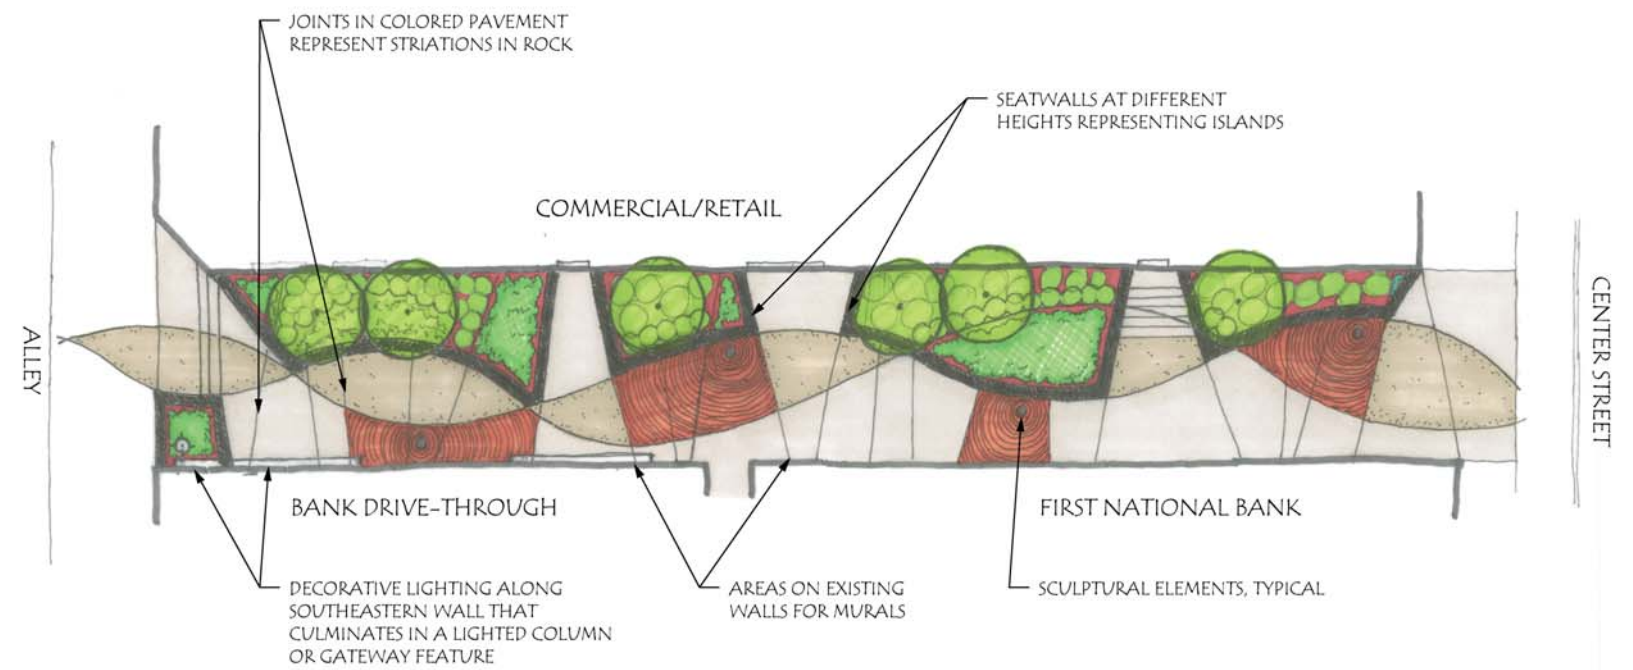 JOINTS IN COLORED PAVEMENT
REPRESENT STRIATIONS IN ROCK
SEATWALLS AT DIFFERENT
HEIGHTS REPRESENTING ISLANDS
COMMERCIAL/RETAIL
ALLEY
CENTER STREET
BANK DRIVE-THROUGH
FIRST NATIONAL BANK
DECORATIVE LIGHTING ALONG
SOUTHEASTERN WALL THAT
CULMINATES IN A LIGHTED COLUMN
OR GATEWAY FEATURE
AREAS ON EXISTING
WALLS FOR MURALS
SCULPTURAL ELEMENTS, TYPICAL